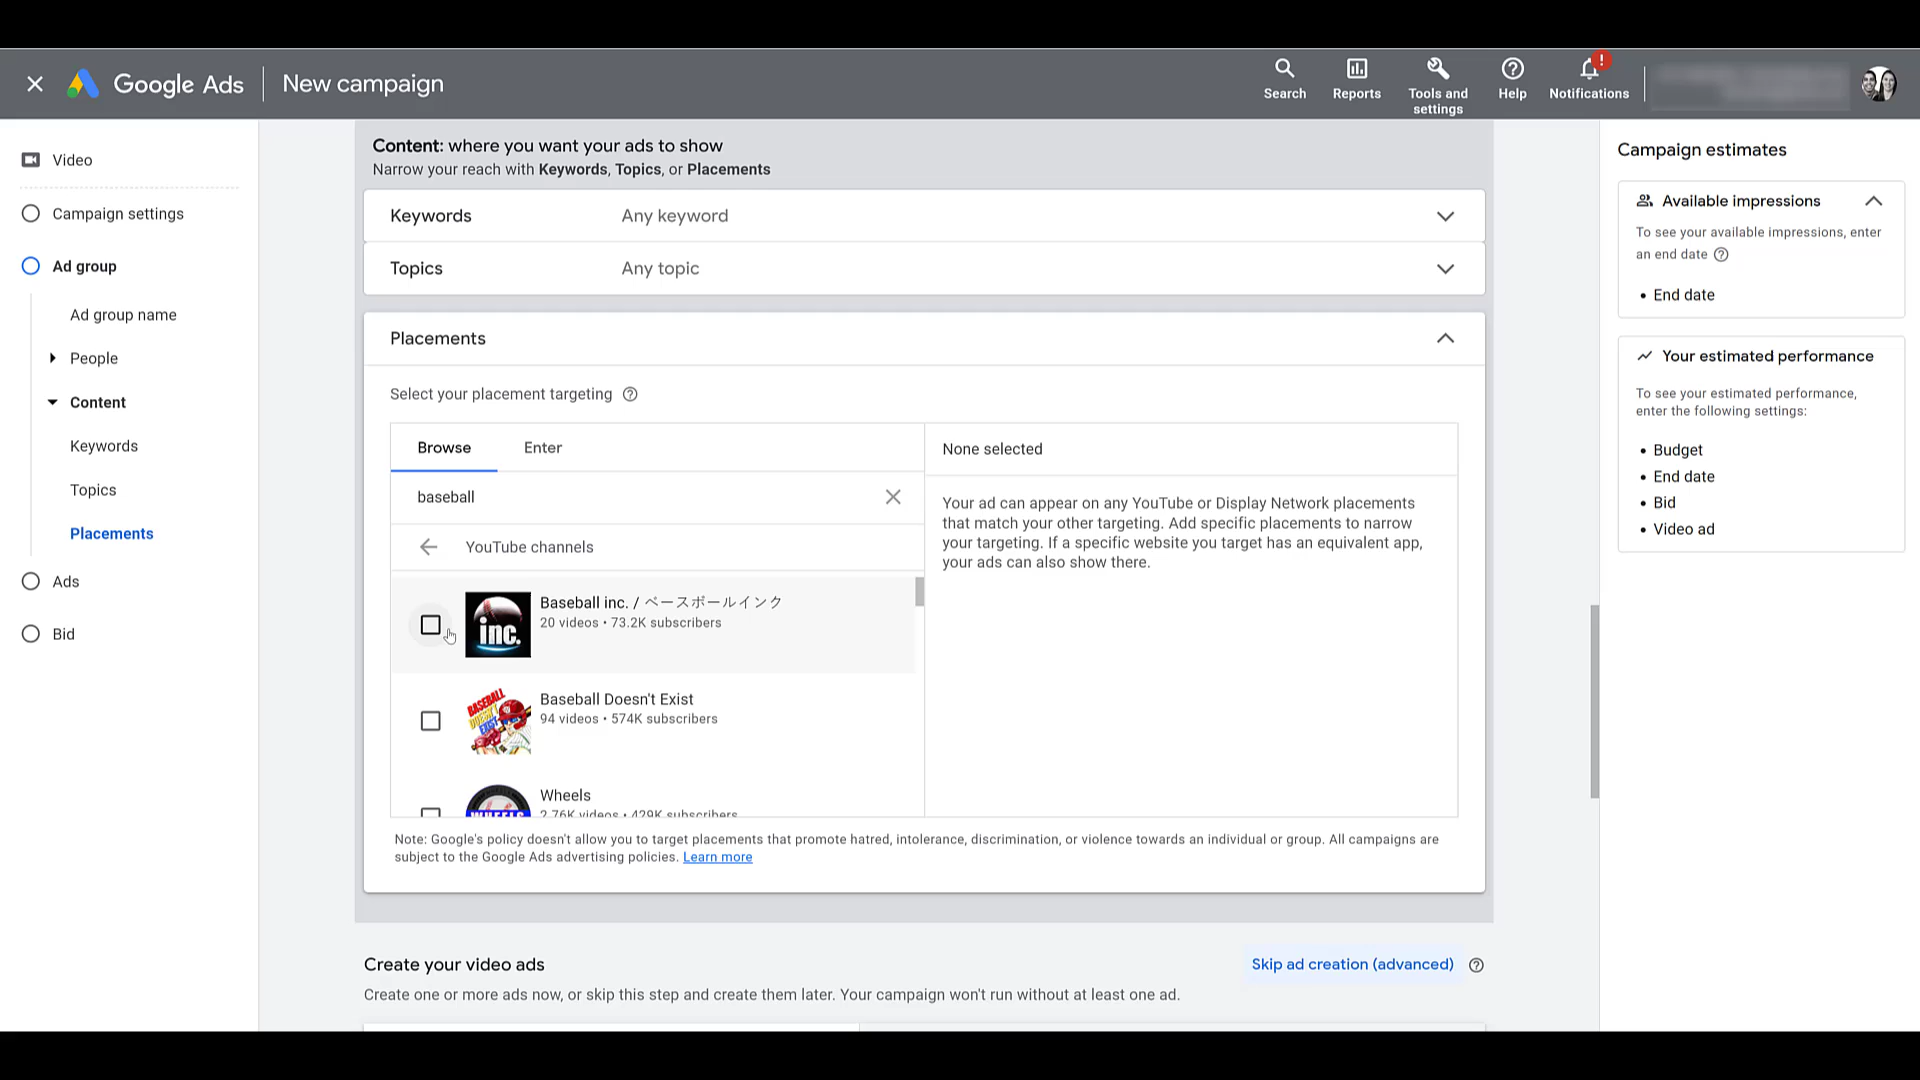 Google Ads
New campaign
Search
Reports
Tools and
settings
Help
!
Notifications
Video
Campaign settings
Ad group
Ad group name
People
Content
Keywords
Topics
Placements
Ads
Bid
Content: where you want your ads to show
Narrow your reach with Keywords, Topics, or Placements
Keywords Any keyword
Topics Any topic
Placements
Select your placement targeting
Browse Enter
baseball
YouTube channels
inc.
Baseball inc. / ベースボールインク
20 videos • 73.2K subscribers
BASEBALL
DOESN'T
EXIST
Baseball Doesn't Exist
94 videos • 574K subscribers
WHEELS
Wheels
2.76K videos • 429K subscribers
None selected
Your ad can appear on any YouTube or Display Network placements
that match your other targeting. Add specific placements to narrow
your targeting. If a specific website you target has an equivalent app,
your ads can also show there.
Note: Google's policy doesn't allow you to target placements that promote hatred, intolerance, discrimination, or violence towards an individual or group. All campaigns are
subject to the Google Ads advertising policies. Learn more
Create your video ads
Skip ad creation (advanced)
Create one or more ads now, or skip this step and create them later. Your campaign won't run without at least one ad.
Campaign estimates
Available impressions
To see your available impressions, enter
an end date
• End date
Your estimated performance
To see your estimated performance,
enter the following settings:
• Budget
• End date
• Bid
• Video ad